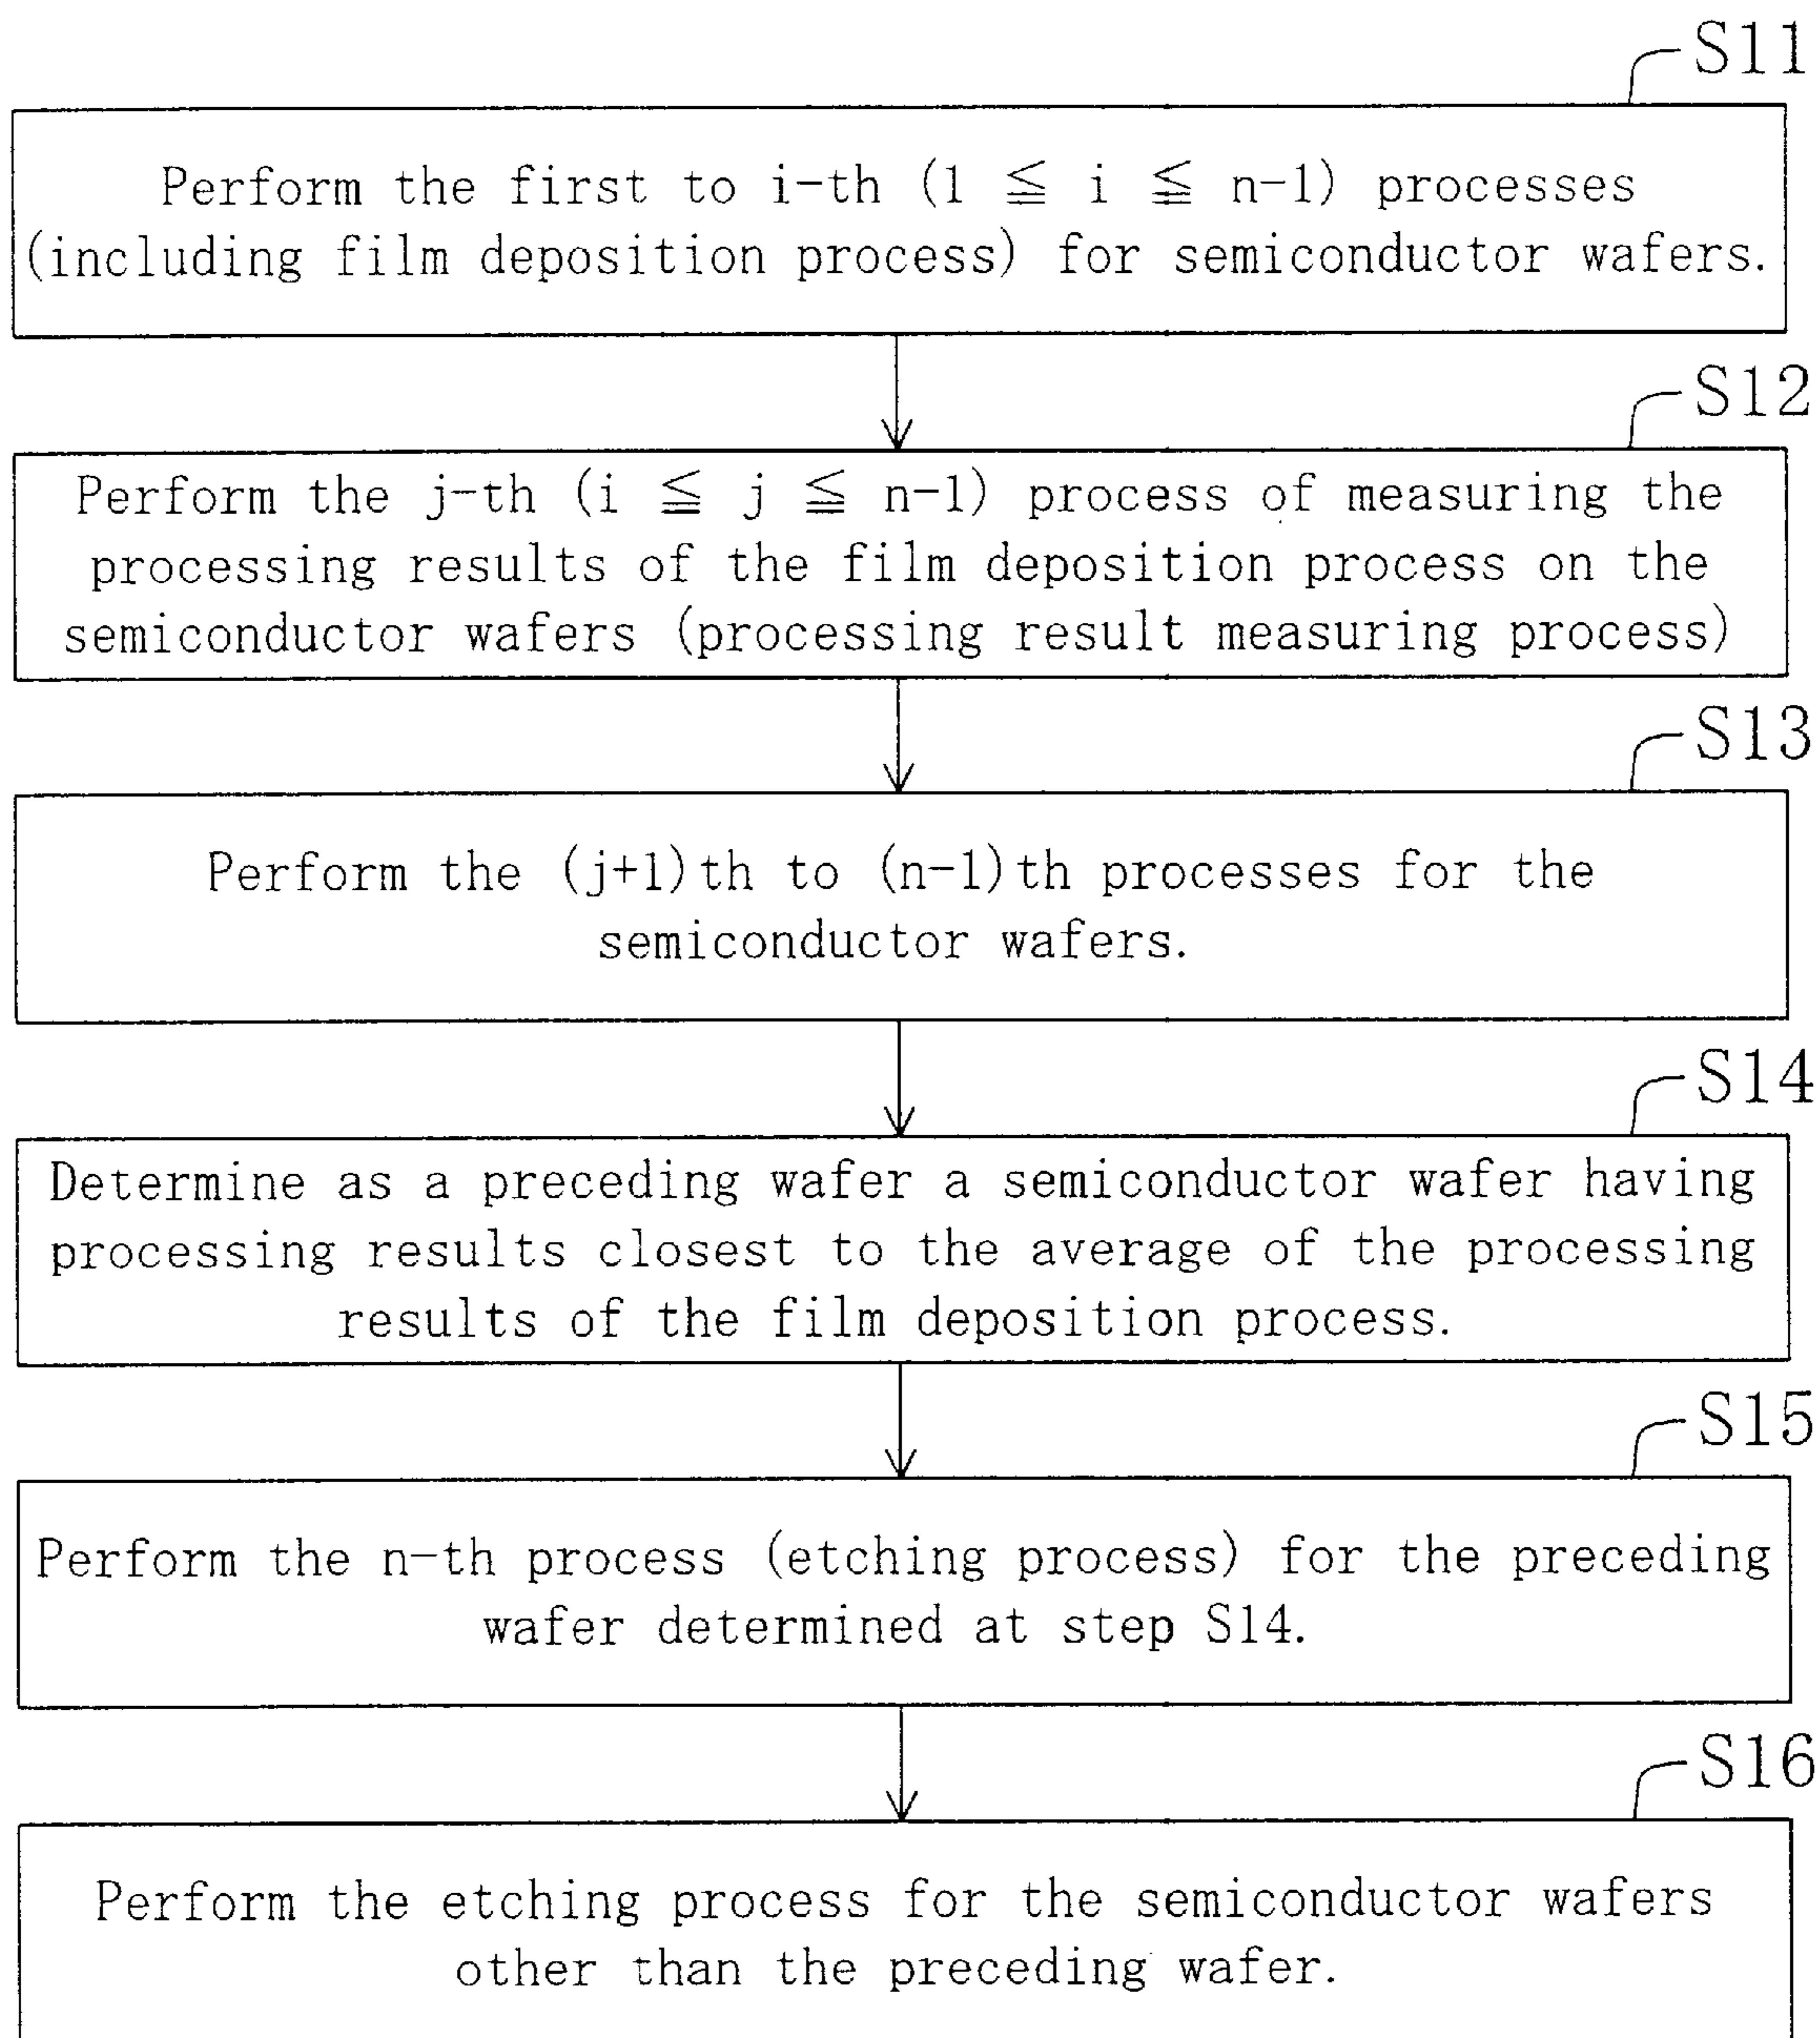 S11
Perform the first to i-th (1 ≦ i ≦ n-1) processes
(including film deposition process) for semiconductor wafers.
S12
Perform the j-th (i ≦ j ≦ n-1) process of measuring the
processing results of the film deposition process on the
semiconductor wafers (processing result measuring process)
S13
Perform the (j+1)th to (n-1)th processes for the
semiconductor wafers.
S14
Determine as a preceding wafer a semiconductor wafer having
processing results closest to the average of the processing
results of the film deposition process.
S15
Perform the n-th process (etching process) for the preceding
wafer determined at step S14.
S16
Perform the etching process for the semiconductor wafers
other than the preceding wafer.